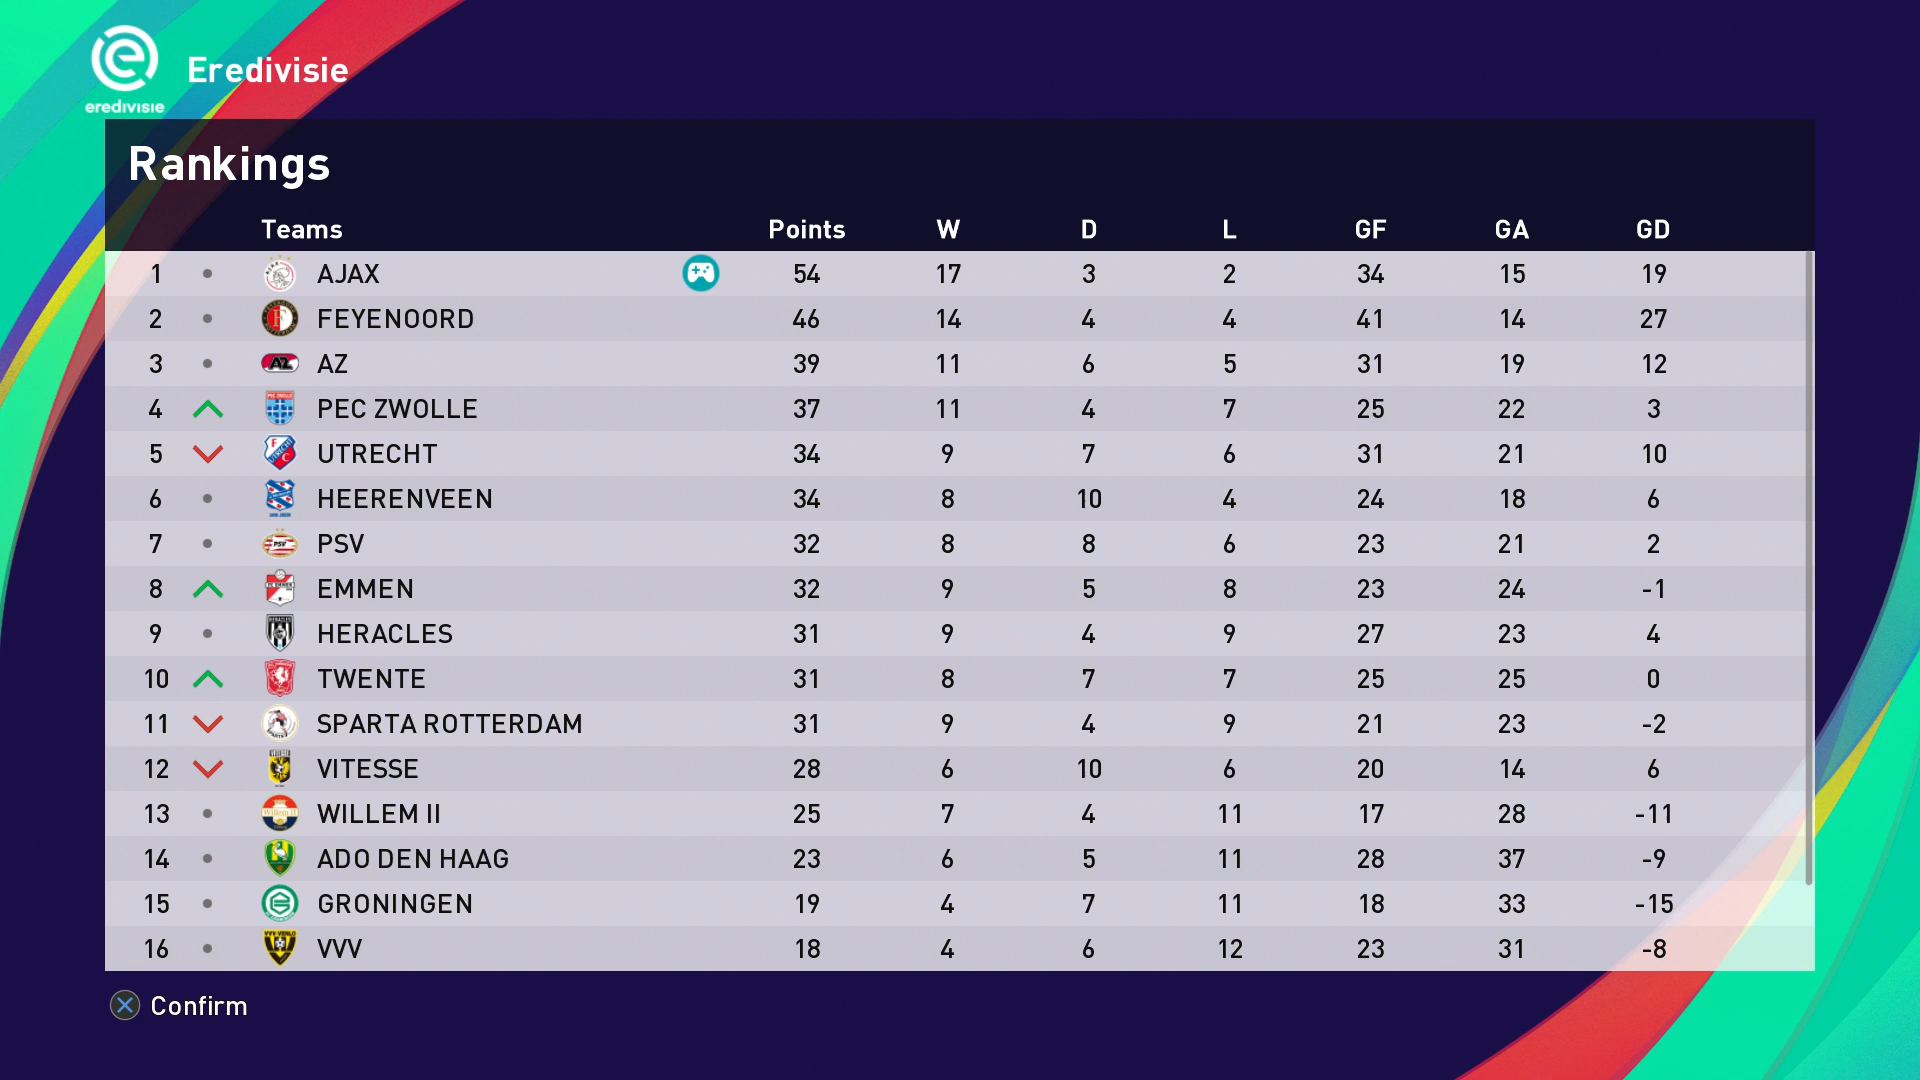 eredivisie
Eredivisie
Rankings
Teams Points W D L GF GA GD
1 AJAX 54 17 3 2 34 15 19
2 FEYENOORD 46 14 4 4 41 14 27
3 AZ 39 11 6 5 31 19 12
4 PEC ZWOLLE 37 11 4 7 25 22 3
5 UTRECHT 34 9 7 6 31 21 10
6 HEERENVEEN 34 8 10 4 24 18 6
7 PSV 32 8 8 6 23 21 2
8 EMMEN 32 9 5 8 23 24 -1
9 HERACLES 31 9 4 9 27 23 4
10 TWENTE 31 8 7 7 25 25 0
11 SPARTA ROTTERDAM 31 9 4 9 21 23 -2
12 VITESSE 28 6 10 6 20 14 6
13 WILLEM II 25 7 4 11 17 28 -11
14 ADO DEN HAAG 23 6 5 11 28 37 -9
15 GRONINGEN 19 4 7 11 18 33 -15
16 VVV 18 4 6 12 23 31 -8
Confirm